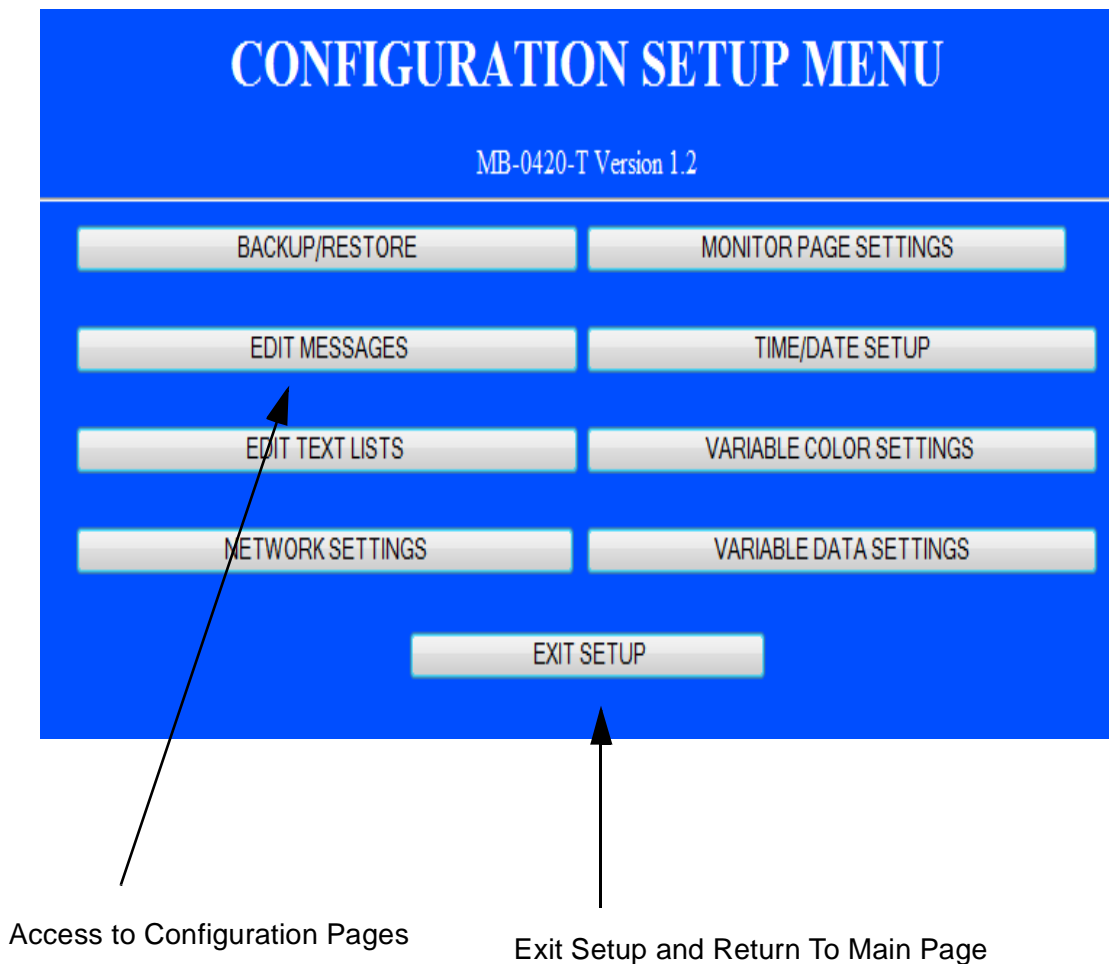 CONFIGURATION SETUP MENU
MB-0420-T Version 1.2
BACKUP/RESTORE
MONITOR PAGE SETTINGS
EDIT MESSAGES
TIME/DATE SETUP
EDIT TEXT LISTS
VARIABLE COLOR SETTINGS
NETWORK SETTINGS
VARIABLE DATA SETTINGS
EXIT SETUP
Access to Configuration Pages
Exit Setup and Return To Main Page